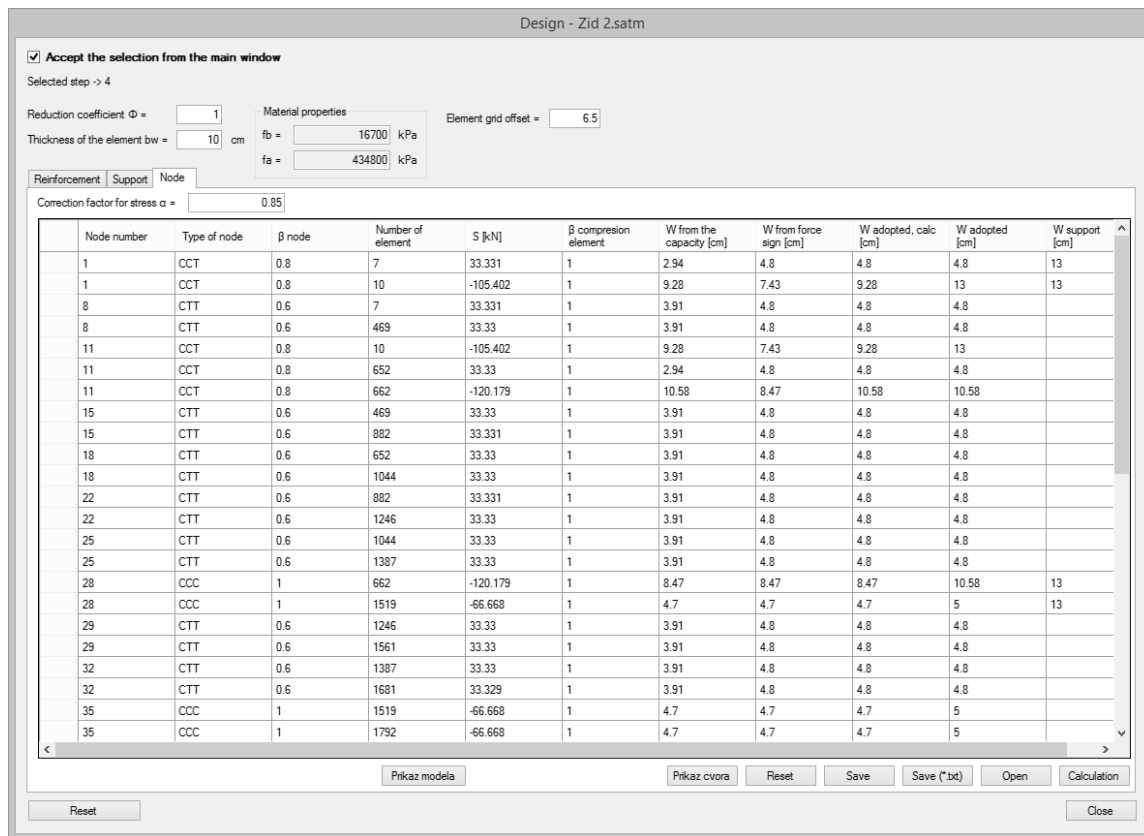 Design - Zid 2.satm
Accept the selection from the main window
Selected step -> 4
Reduction coefficient Φ = 1
Thickness of the element bw = 10 cm
Material properties
fb = 16700 kPa
fa = 434800 kPa
Element grid offset = 6.5
Reinforcement Support Node
Correction factor for stress α = 0.85
Node number Type of node β node Number of element S [kN] β compresion element W from the capacity [cm] W from force sign [cm] W adopted, calc [cm] W adopted [cm] W support [cm]
1 CCT 0.8 7 33.331 1 2.94 4.8 4.8 4.8 13
1 CCT 0.8 10 -105.402 1 9.28 7.43 9.28 13 13
8 CTT 0.6 7 33.331 1 3.91 4.8 4.8 4.8
8 CTT 0.6 469 33.33 1 3.91 4.8 4.8 4.8
11 CCT 0.8 10 -105.402 1 9.28 7.43 9.28 13
11 CCT 0.8 652 33.33 1 2.94 4.8 4.8 4.8
11 CCT 0.8 662 -120.179 1 10.58 8.47 10.58 10.58
15 CTT 0.6 469 33.33 1 3.91 4.8 4.8 4.8
15 CTT 0.6 882 33.331 1 3.91 4.8 4.8 4.8
18 CTT 0.6 652 33.33 1 3.91 4.8 4.8 4.8
18 CTT 0.6 1044 33.33 1 3.91 4.8 4.8 4.8
22 CTT 0.6 882 33.331 1 3.91 4.8 4.8 4.8
22 CTT 0.6 1246 33.33 1 3.91 4.8 4.8 4.8
25 CTT 0.6 1044 33.33 1 3.91 4.8 4.8 4.8
25 CTT 0.6 1387 33.33 1 3.91 4.8 4.8 4.8
28 CCC 1 662 -120.179 1 8.47 8.47 8.47 10.58 13
28 CCC 1 1519 -66.668 1 4.7 4.7 4.7 5 13
29 CTT 0.6 1246 33.33 1 3.91 4.8 4.8 4.8
29 CTT 0.6 1561 33.33 1 3.91 4.8 4.8 4.8
32 CTT 0.6 1387 33.33 1 3.91 4.8 4.8 4.8
32 CTT 0.6 1681 33.329 1 3.91 4.8 4.8 4.8
35 CCC 1 1519 -66.668 1 4.7 4.7 4.7 5
35 CCC 1 1792 -66.668 1 4.7 4.7 4.7 5
Prikaz modela Prikaz cvora Reset Save Save (*.txt) Open Calculation
Reset Close